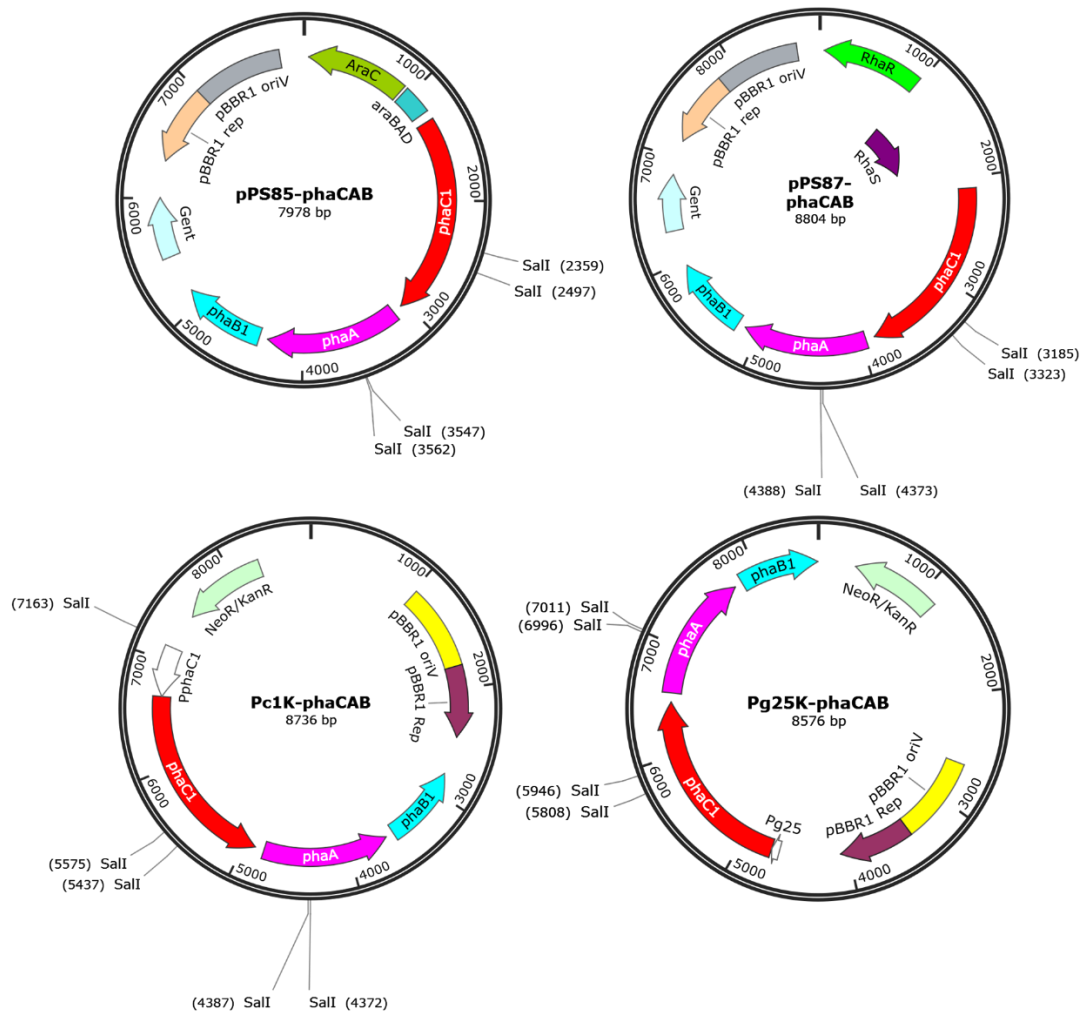 AraC
araBAD
phaC1
phaA
phaB1
Gent
pBBR1 rep
pBBR1 oriV
pPS85-phaCAB
7978 bp
1000
2000
3000
4000
5000
6000
7000
SalI (2359)
SalI (2497)
SalI (3547)
SalI (3562)
RhaR
RhaS
phaC1
phaA
phaB1
Gent
pBBR1 rep
pBBR1 oriV
pPS87-
phaCAB
8804 bp
1000
2000
3000
4000
5000
6000
7000
8000
SalI (3185)
SalI (3323)
(4388) SalI
SalI (4373)
NeoR/KanR
PphaC1
phaC1
phaA
phaB1
pBBR1 Rep
pBBR1 oriV
Pc1K-phaCAB
8736 bp
1000
2000
3000
4000
5000
6000
7000
8000
(7163) SalI
(5575) SalI
(5437) SalI
(4387) SalI
SalI (4372)
NeoR/KanR
pBBR1 oriV
pBBR1 Rep
Pg25
phaC1
phaA
phaB1
Pg25K-phaCAB
8576 bp
1000
3000
4000
5000
6000
7000
8000
(7011) SalI
(6996) SalI
(5946) SalI
(5808) SalI